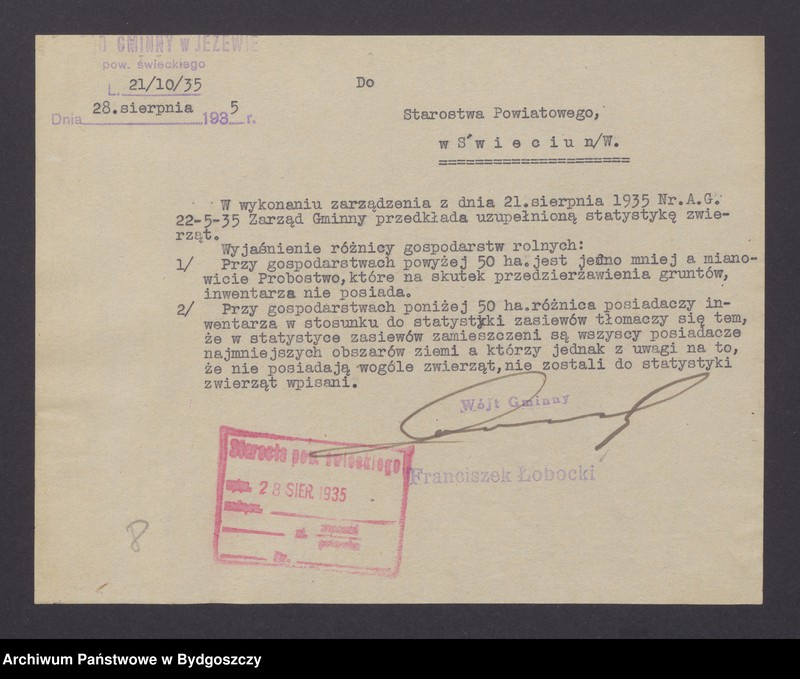 GMINNY w JEŻEWIE
pow. świeckiego
L. 21/10/35
Dnia 28.sierpnia 1935 r.
Do
Starostwa Powiatowego,
w Ś w i e c i u n/W.
=====================
W wykonaniu zarządzenia z dnia 21.sierpnia 1935 Nr.A.G.
22-5-35 Zarząd Gminny przedkłada uzupełnioną statystykę zwie-
rząt.
Wyjaśnienie różnicy gospodarstw rolnych:
1/ Przy gospodarstwach powyżej 50 ha.jest jedno mniej a miano-
wicie Probostwo,które na skutek przedzierżawienia gruntów,
inwentarza nie posiada.
2/ Przy gospodarstwach poniżej 50 ha.różnica posiadaczy in-
wentarza w stosunku do statystyki zasiewów tłomaczy się tem,
że w statystyce zasiewów zamieszczeni są wszyscy posiadacze
najmniejszych obszarów ziemi a którzy jednak z uwagi na to,
że nie posiadają wogóle zwierząt,nie zostali do statystyki
zwierząt wpisani.
Wójt Gminny
Franciszek Łobocki
Starosta pow. świeckiego
wpł. 28 SIER 1935
załącz.
zł.
Nr.
8
Archiwum Państwowe w Bydgoszczy